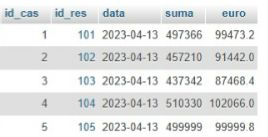 id_cas id_res data suma euro
1 101 2023-04-13 497366 99473.2
2 102 2023-04-13 457210 91442.0
3 103 2023-04-13 437342 87468.4
4 104 2023-04-13 510330 102066.0
5 105 2023-04-13 499999 99999.8